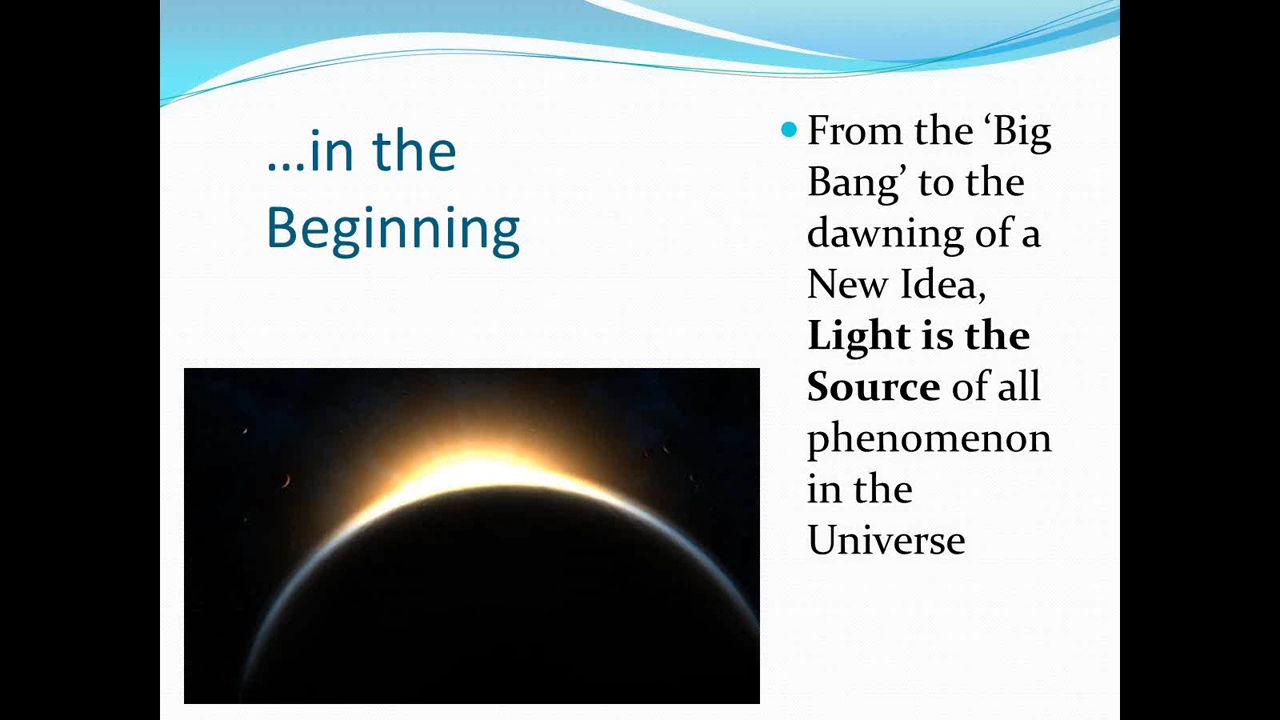 …in the
Beginning
From the ‘Big
Bang’ to the
dawning of a
New Idea,
Light is the
Source of all
phenomenon
in the
Universe